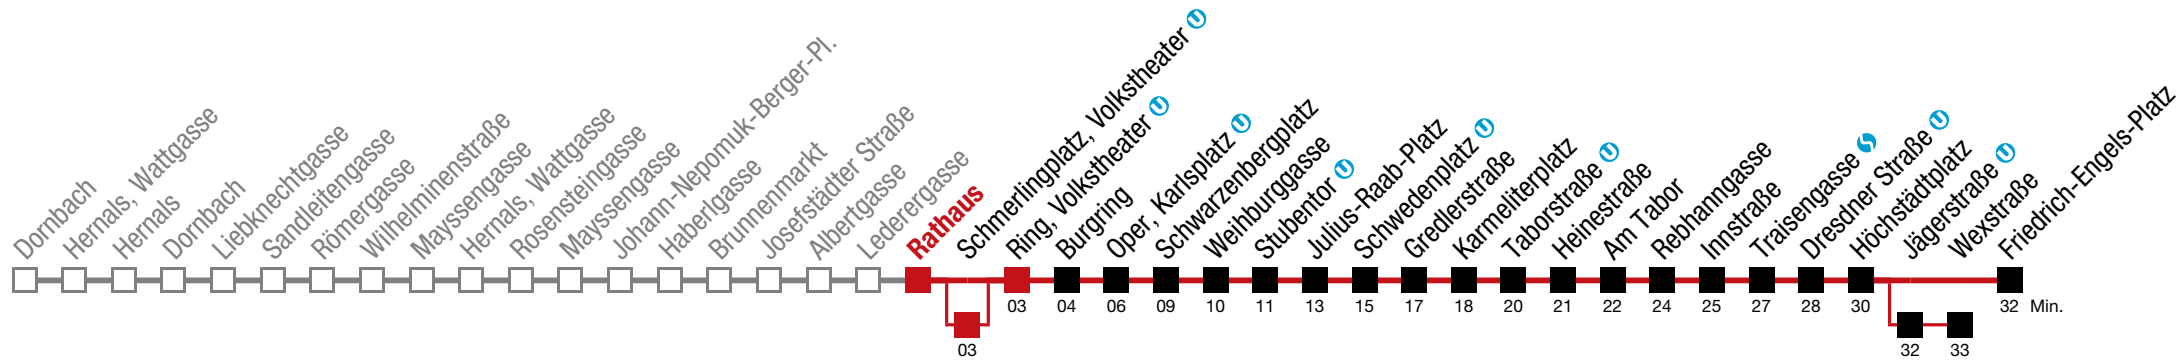 Dornbach
Hernals, Wattgasse
Hernals
Dornbach
Liebknechtgasse
Sandleitengasse
Römergasse
Wilhelminenstraße
Mayssengasse
Hernals, Wattgasse
Rosensteingasse
Mayssengasse
Johann-Nepomuk-Berger-Pl.
Haberlgasse
Brunnenmarkt
Josefstädter Straße
Albertgasse
Lederergasse
Rathaus
Schmerlingplatz, Volkstheater U
Ring, Volkstheater U
Burgring
Oper, Karlsplatz U
Schwarzenbergplatz
Weihburggasse
Stubentor U
Julius-Raab-Platz
Schwedenplatz U
Gredlerstraße
Karmeliterplatz
Taborstraße U
Heinestraße
Am Tabor
Rebhanngasse
Innstraße
Traisengasse S
Dresdner Straße U
Höchstädtplatz
Jägerstraße U
Wexstraße
Friedrich-Engels-Platz
03 04 06 09 10 11 13 15 17 18 20 21 22 24 25 27 28 30 32 Min.
03 32 33